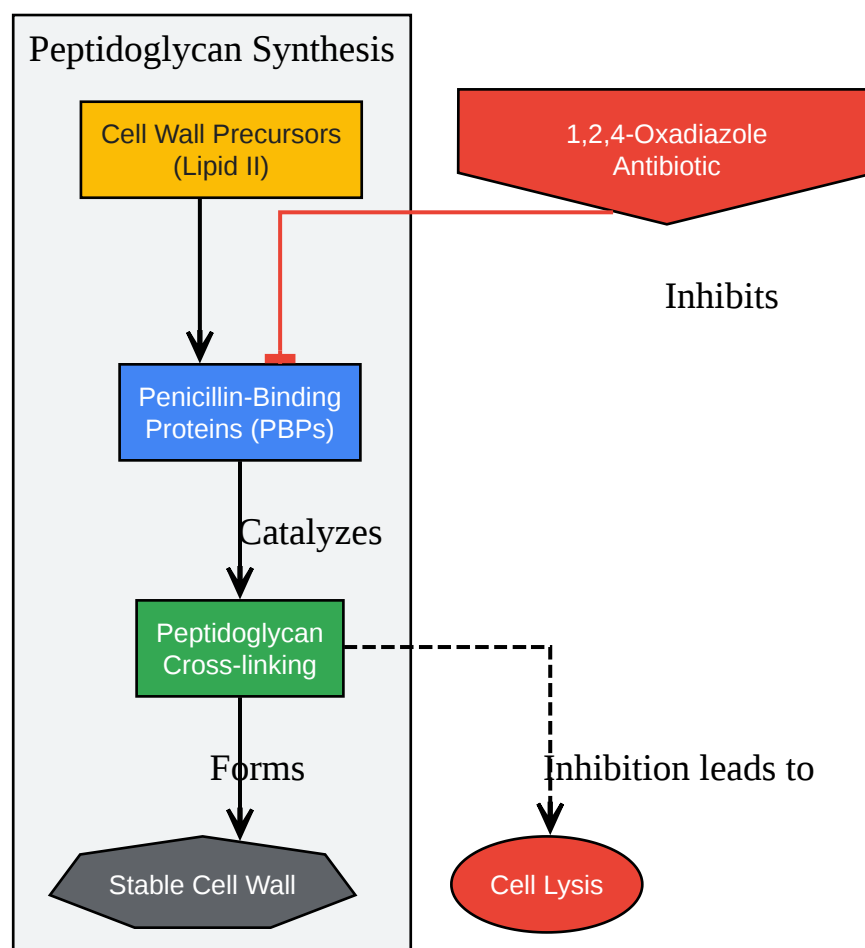 Peptidoglycan Synthesis
Cell Wall Precursors
(Lipid II)
1,2,4-Oxadiazole
Antibiotic
Inhibits
Penicillin-Binding
Proteins (PBPs)
Catalyzes
Peptidoglycan
Cross-linking
Forms
Inhibition leads to
Stable Cell Wall
Cell Lysis